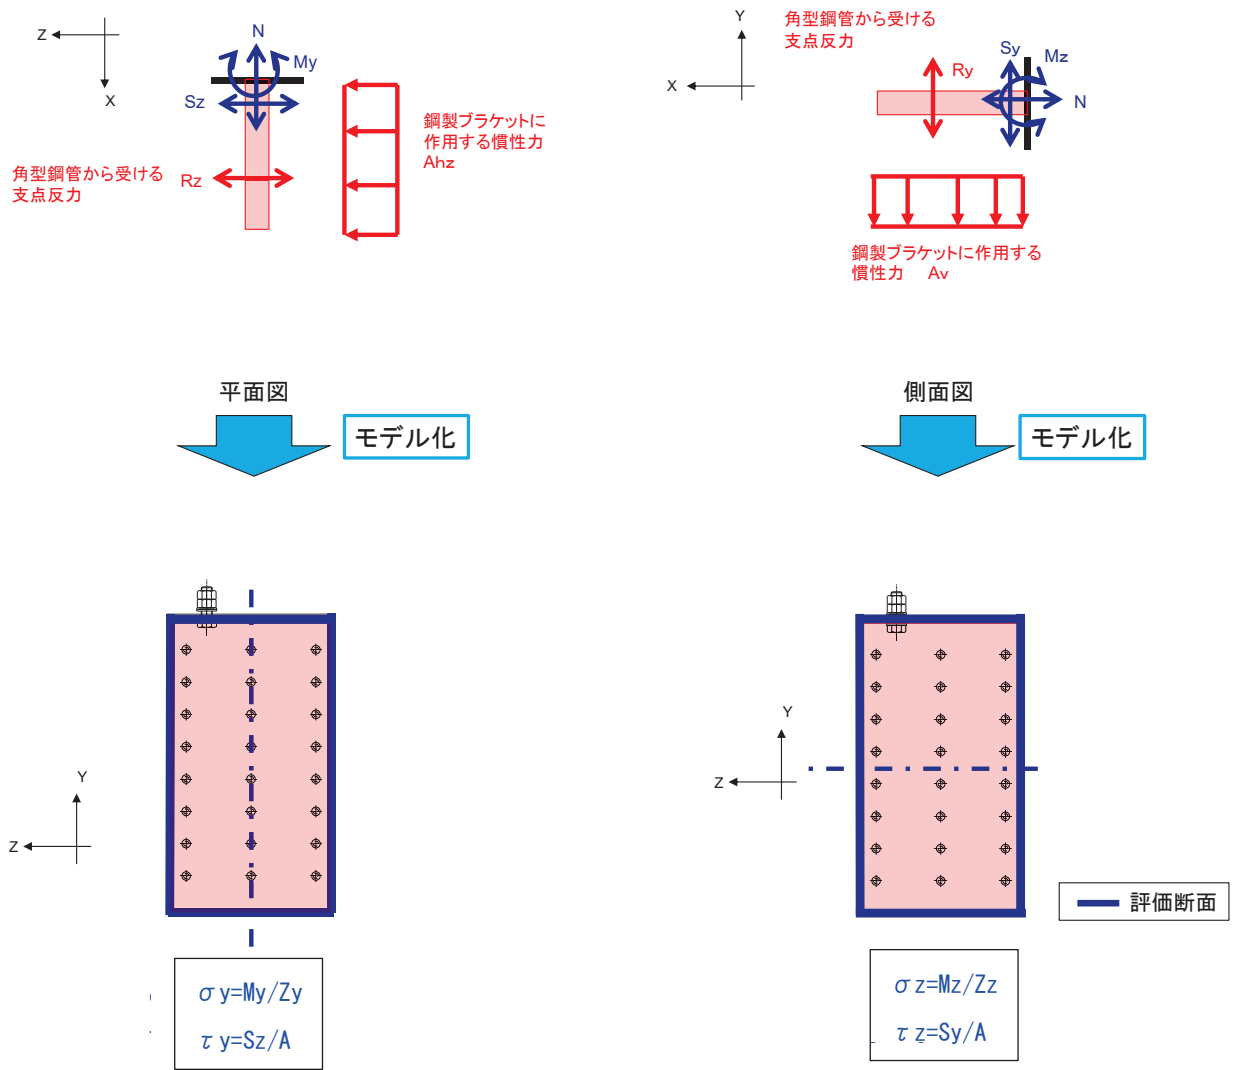 Z
X
N
My
Sz
角型鋼管から受ける
支点反力
Rz
鋼製ブラケットに
作用する慣性力
Ahz
Y
X
角型鋼管から受ける
支点反力
Ry
Sy
Mz
N
鋼製ブラケットに作用する
慣性力 Av
平面図
モデル化
側面図
モデル化
Y
Z
Y
Z
評価断面
σy=My/Zy
τy=Sz/A
σz=Mz/Zz
τz=Sy/A